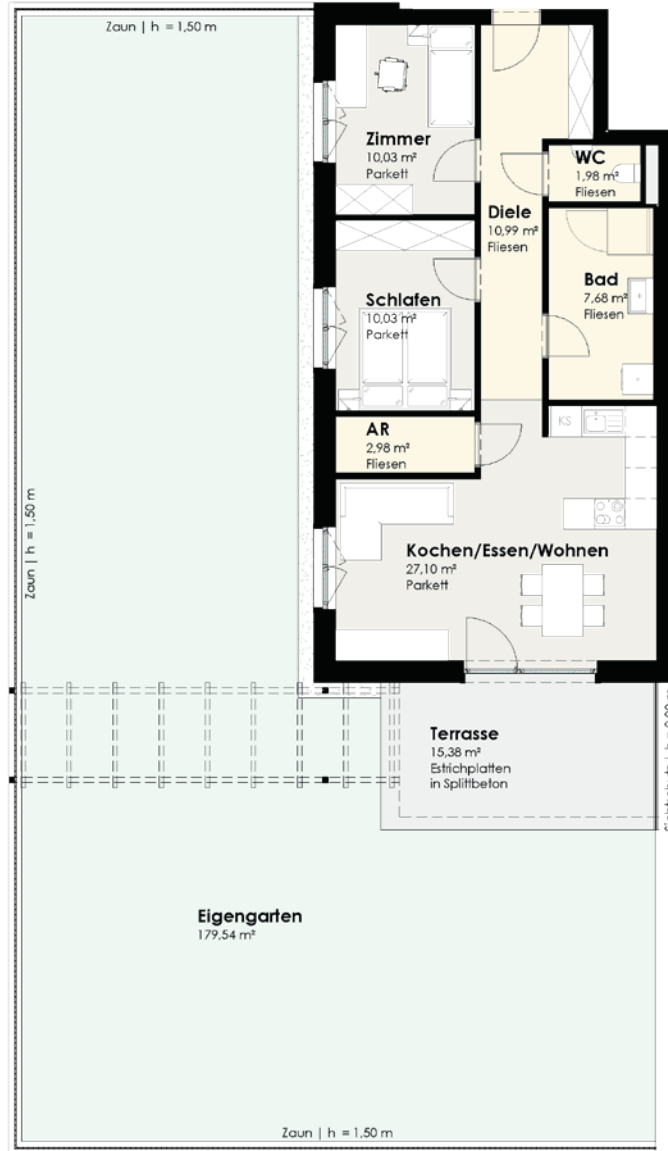 Zaun | h = 1,50 m
Zimmer
10,03 m²
Parkett
WC
1,98 m²
Fliesen
Diele
10,99 m²
Fliesen
Bad
7,68 m²
Fliesen
Schlafen
10,03 m²
Parkett
AR
2,98 m²
Fliesen
KS
Zaun | h = 1,50 m
Kochen/Essen/Wohnen
27,10 m²
Parkett
Terrasse
15,38 m²
Estrichplatten
in Splittbeton
Eigengarten
179,54 m²
Zaun | h = 1,50 m